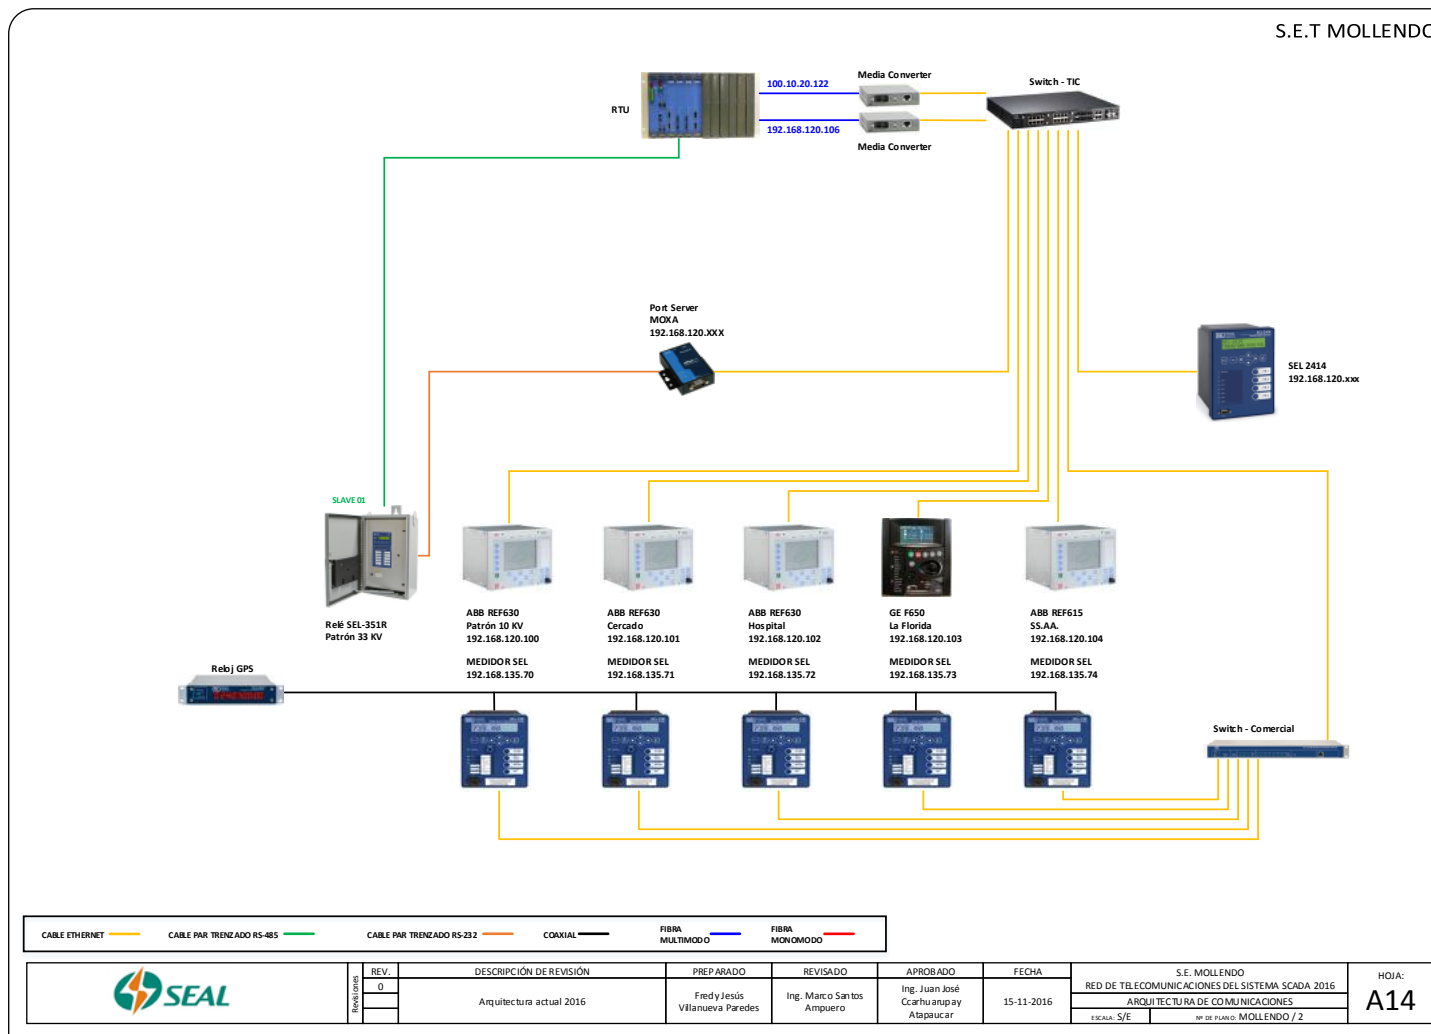 S.E.T MOLLENDO
100.10.20.122
Media Converter
Switch - TIC
RTU
192.168.120.106
Media Converter
Port Server
MOXA
192.168.120.XXX
SEL 2414
192.168.120.xxx
SLAVE 01
Relé SEL-351R
Patrón 33 KV
ABB REF630
Patrón 10 KV
192.168.120.100
ABB REF630
Cercado
192.168.120.101
ABB REF630
Hospital
192.168.120.102
GE F650
La Florida
192.168.120.103
ABB REF615
SS.AA.
192.168.120.104
Reloj GPS
MEDIDOR SEL
192.168.135.70
MEDIDOR SEL
192.168.135.71
MEDIDOR SEL
192.168.135.72
MEDIDOR SEL
192.168.135.73
MEDIDOR SEL
192.168.135.74
Switch - Comercial
CABLE ETHERNET
CABLE PAR TRENZADO RS-485
CABLE PAR TRENZADO RS-232
COAXIAL
FIBRA
MULTIMODO
FIBRA
MONOMODO
SEAL
Revisiones
REV.
DESCRIPCIÓN DE REVISIÓN
PREPARADO
REVISADO
APROBADO
FECHA
0
Arquitectura actual 2016
Fredy Jesús
Villanueva Paredes
Ing. Marco Santos
Ampuero
Ing. Juan José
Ccarhuarupay
Atapaucar
15-11-2016
S.E. MOLLENDO
RED DE TELECOMUNICACIONES DEL SISTEMA SCADA 2016
ARQUITECTURA DE COMUNICACIONES
ESCALA: S/E
Nº DE PLANO: MOLLENDO / 2
HOJA:
A14